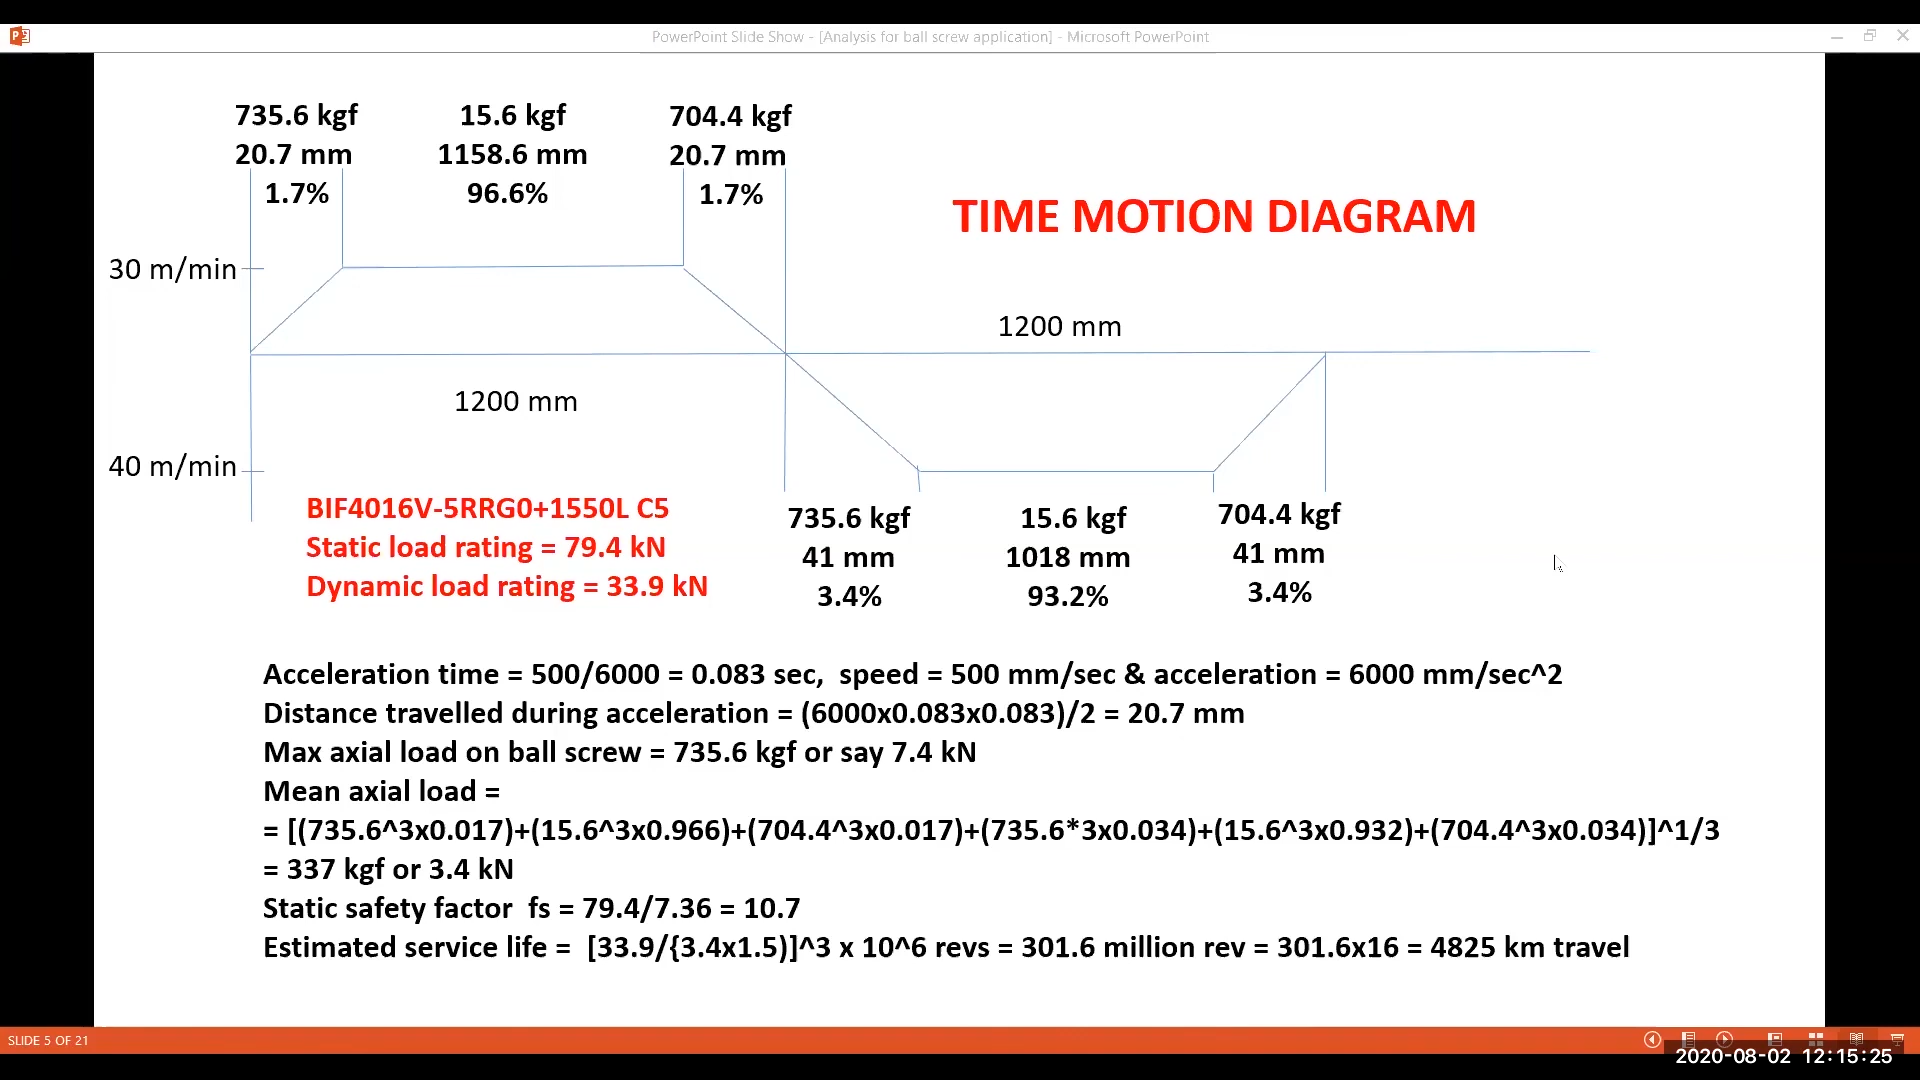 PowerPoint Slide Show - [Analysis for ball screw application] - Microsoft PowerPoint
735.6 kgf 15.6 kgf 704.4 kgf
20.7 mm 1158.6 mm 20.7 mm
1.7% 96.6% 1.7%
TIME MOTION DIAGRAM
30 m/min
1200 mm
1200 mm
40 m/min
BIF4016V-5RRG0+1550L C5
Static load rating = 79.4 kN
Dynamic load rating = 33.9 kN
735.6 kgf 15.6 kgf 704.4 kgf
41 mm 1018 mm 41 mm
3.4% 93.2% 3.4%
Acceleration time = 500/6000 = 0.083 sec, speed = 500 mm/sec & acceleration = 6000 mm/sec^2
Distance travelled during acceleration = (6000x0.083x0.083)/2 = 20.7 mm
Max axial load on ball screw = 735.6 kgf or say 7.4 kN
Mean axial load =
= [(735.6^3x0.017)+(15.6^3x0.966)+(704.4^3x0.017)+(735.6*3x0.034)+(15.6^3x0.932)+(704.4^3x0.034)]^1/3
= 337 kgf or 3.4 kN
Static safety factor fs = 79.4/7.36 = 10.7
Estimated service life = [33.9/{3.4x1.5)]^3 x 10^6 revs = 301.6 million rev = 301.6x16 = 4825 km travel
SLIDE 5 OF 21
2020-08-02 12:15:25